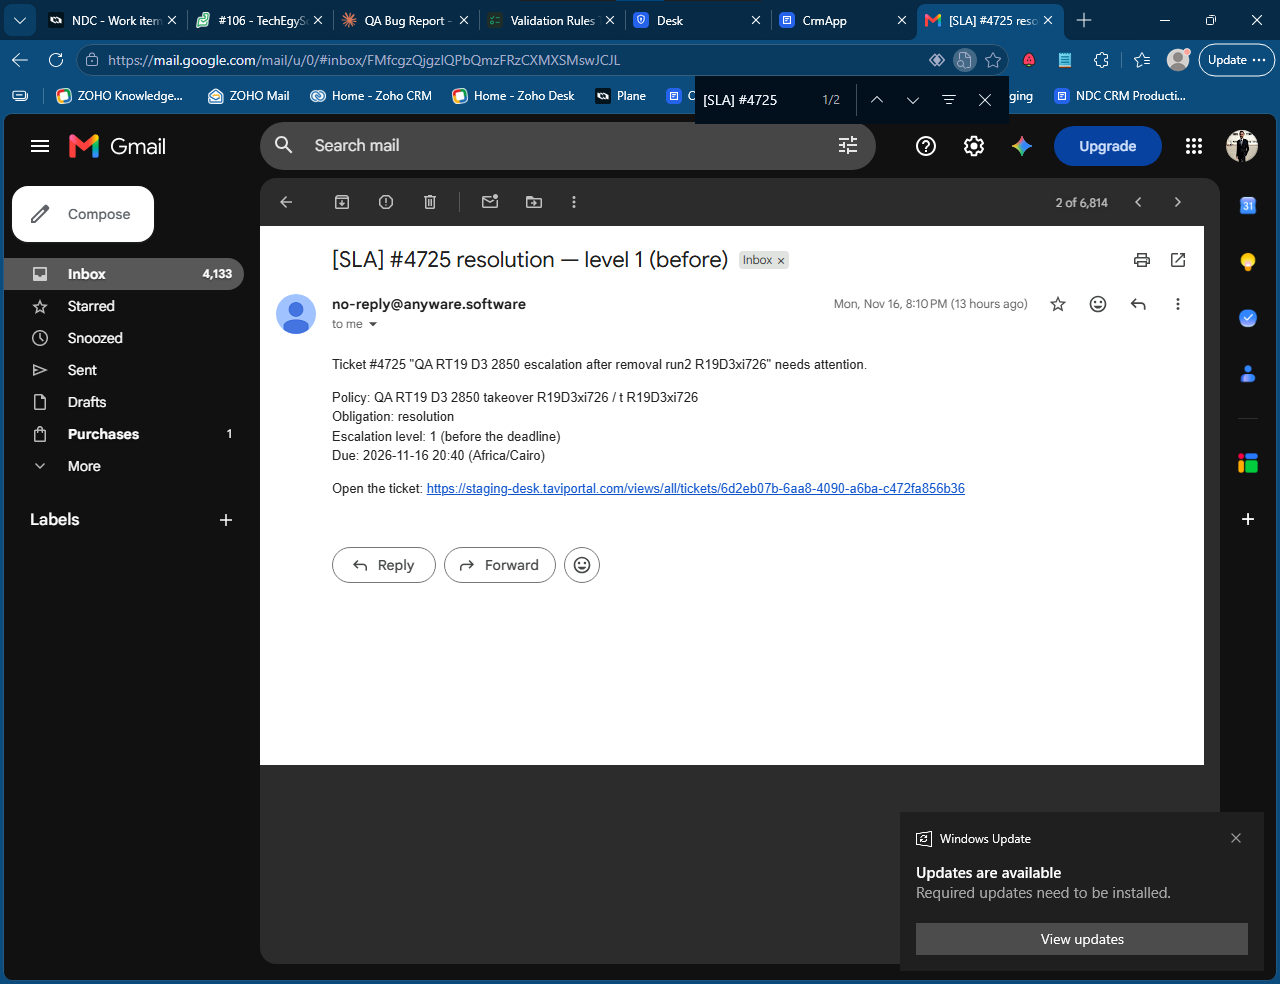 NDC - Work item
#106 - TechEgyS
QA Bug Report -
Validation Rules
Desk
CrmApp
[SLA] #4725 reso
https://mail.google.com/mail/u/0/#inbox/FMfcgzQjgzlQPbQmzFRzCXMXSMswJCJL
Update
ZOHO Knowledge...
ZOHO Mail
Home - Zoho CRM
Home - Zoho Desk
Plane
[SLA] #4725
1/2
ging
NDC CRM Producti...
Gmail
Search mail
Upgrade
31
Compose
2 of 6,814
Inbox 4,133
Starred
Snoozed
Sent
Drafts
Purchases 1
More
Labels
[SLA] #4725 resolution — level 1 (before)
Inbox
no-reply@anyware.software
Mon, Nov 16, 8:10 PM (13 hours ago)
to me
Ticket #4725 "QA RT19 D3 2850 escalation after removal run2 R19D3xi726" needs attention.
Policy: QA RT19 D3 2850 takeover R19D3xi726 / t R19D3xi726
Obligation: resolution
Escalation level: 1 (before the deadline)
Due: 2026-11-16 20:40 (Africa/Cairo)
Open the ticket: https://staging-desk.taviportal.com/views/all/tickets/6d2eb07b-6aa8-4090-a6ba-c472fa856b36
Reply
Forward
Windows Update
Updates are available
Required updates need to be installed.
View updates